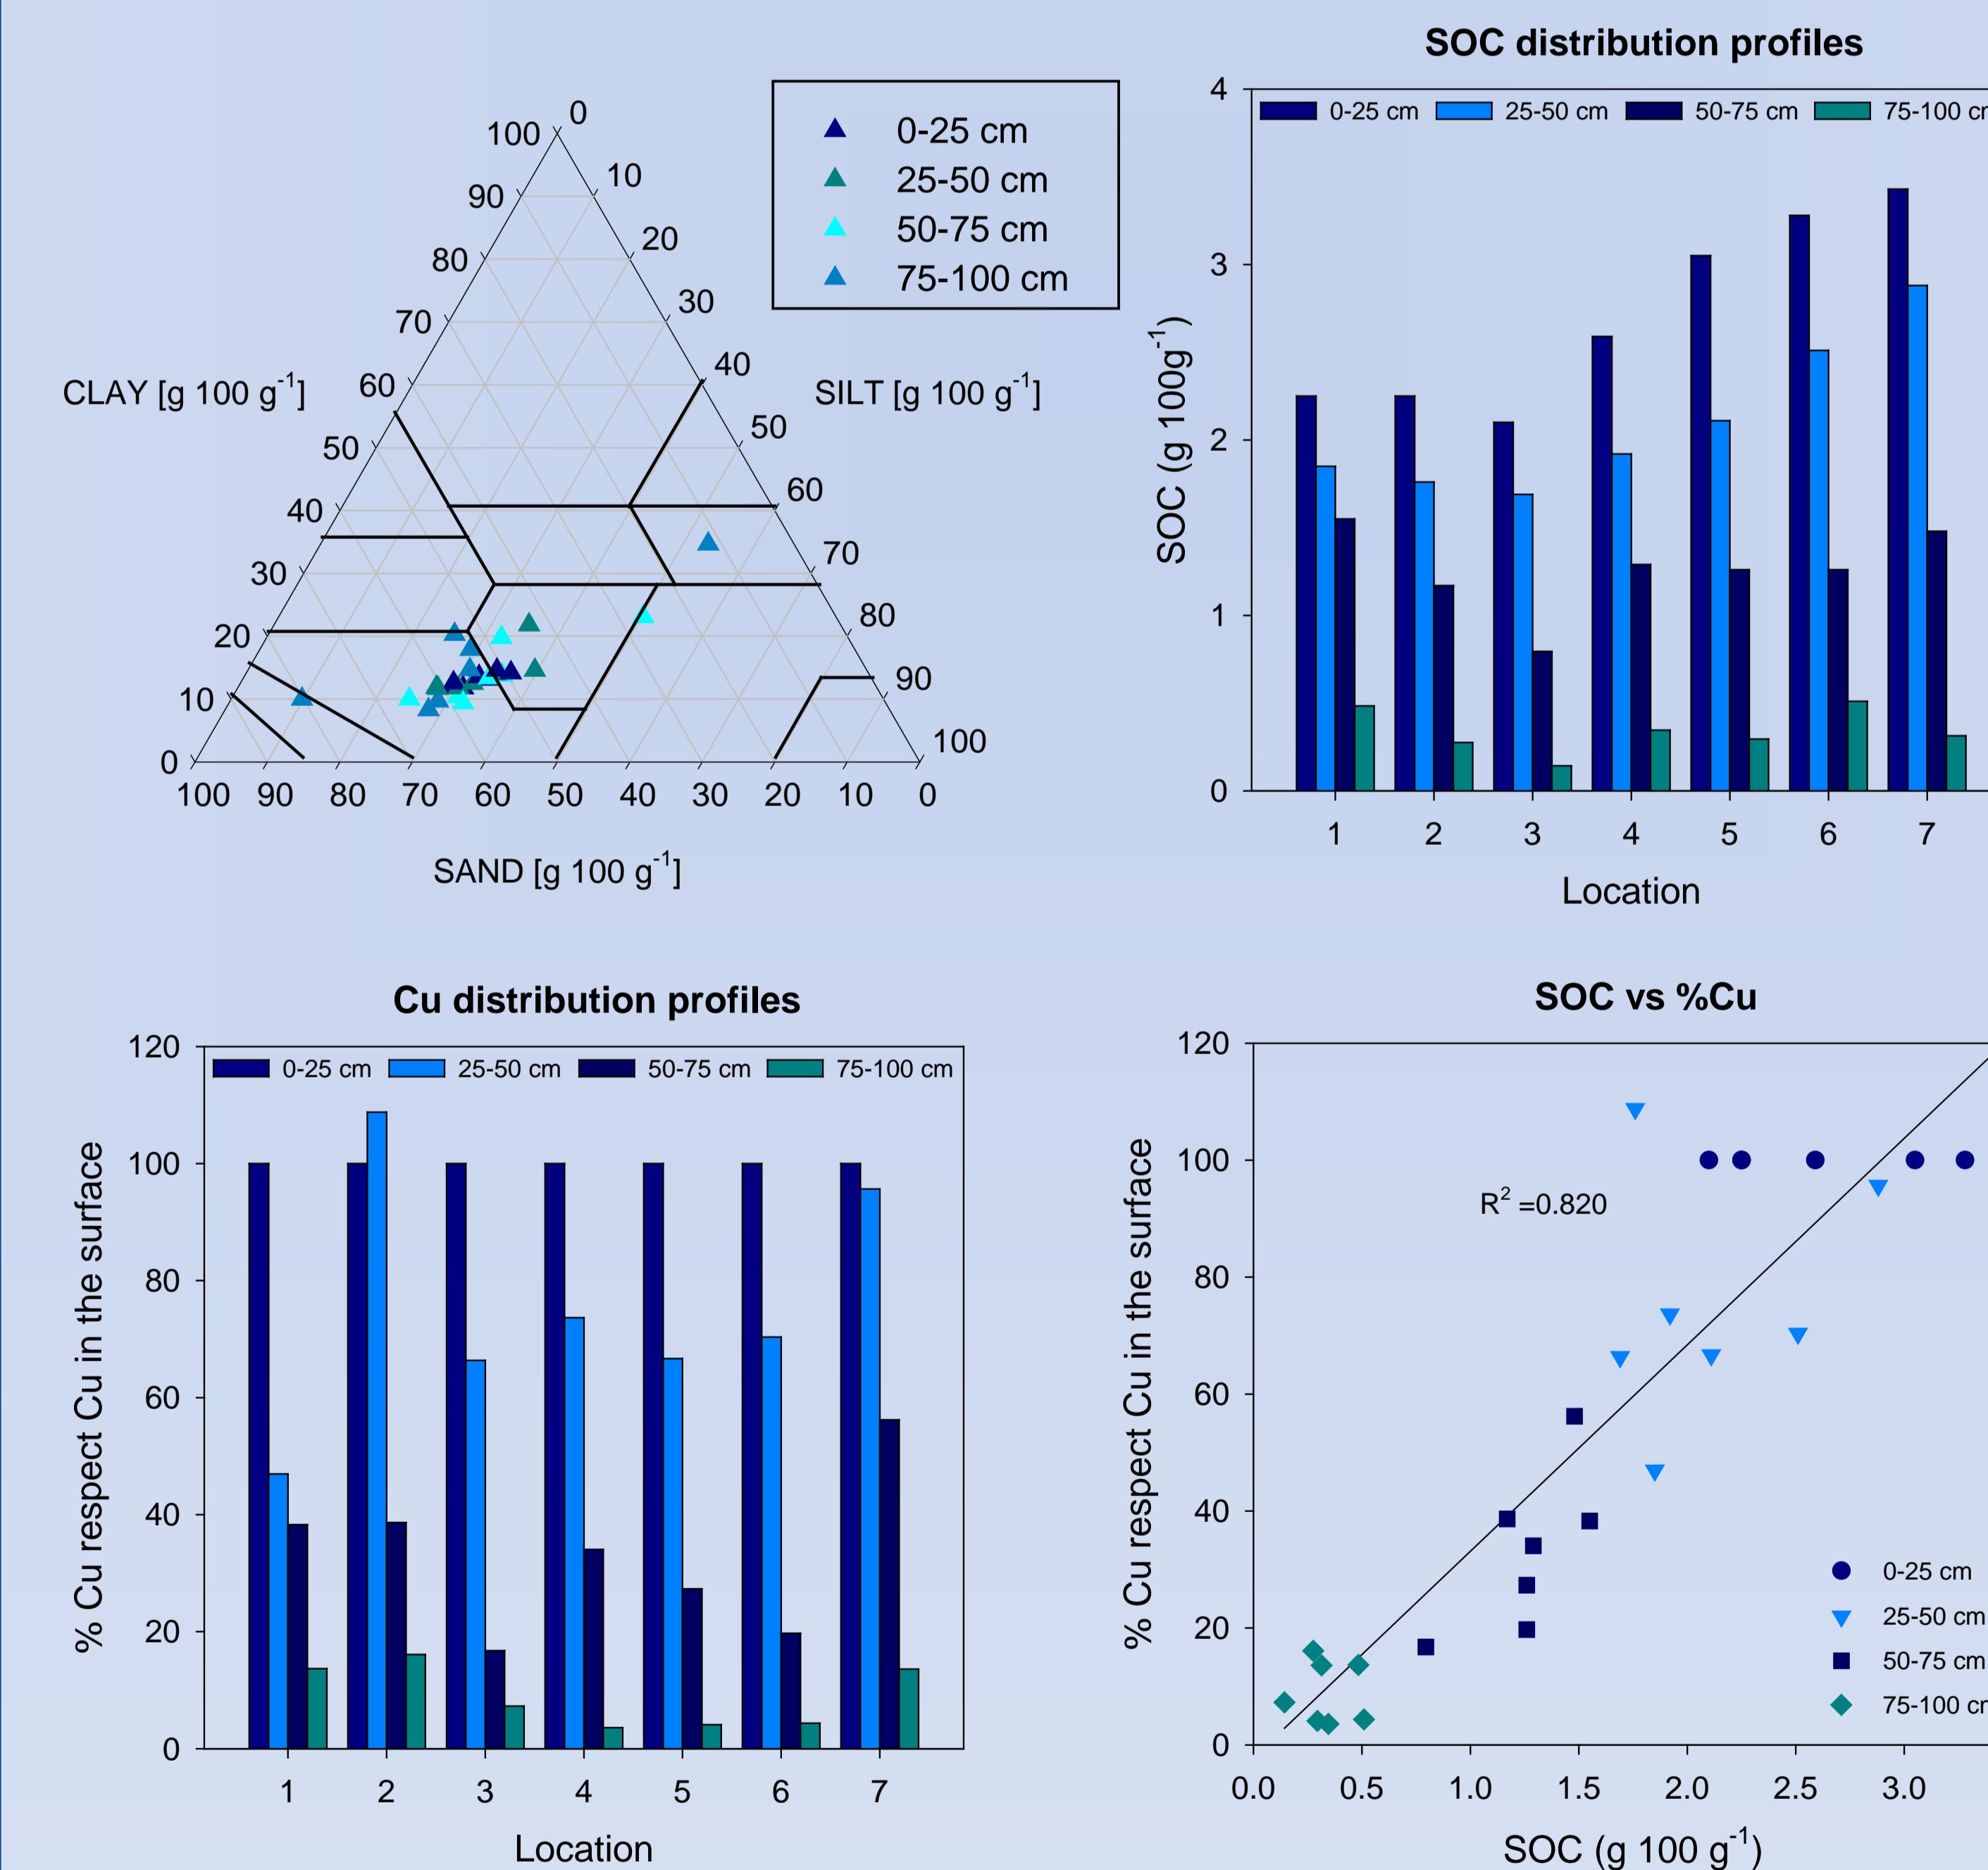 0
100
10
90
20
80
30
70
CLAY [g 100 g-1]
60
40
SILT [g 100 g-1]
50
50
40
60
30
70
20
80
10
90
0
100
100 90 80 70 60 50 40 30 20 10 0
SAND [g 100 g-1]
0-25 cm
25-50 cm
50-75 cm
75-100 cm
SOC distribution profiles
0-25 cm 25-50 cm 50-75 cm 75-100 c
SOC (g 100g-1)
4
3
2
1
0
1 2 3 4 5 6 7
Location
Cu distribution profiles
0-25 cm 25-50 cm 50-75 cm 75-100 cm
% Cu respect Cu in the surface
120
100
80
60
40
20
0
1 2 3 4 5 6 7
Location
SOC vs %Cu
% Cu respect Cu in the surface
120
100
80
60
40
20
0
R2 =0.820
0-25 cm
25-50 cm
50-75 cm
75-100 c
0.0 0.5 1.0 1.5 2.0 2.5 3.0
SOC (g 100 g-1)